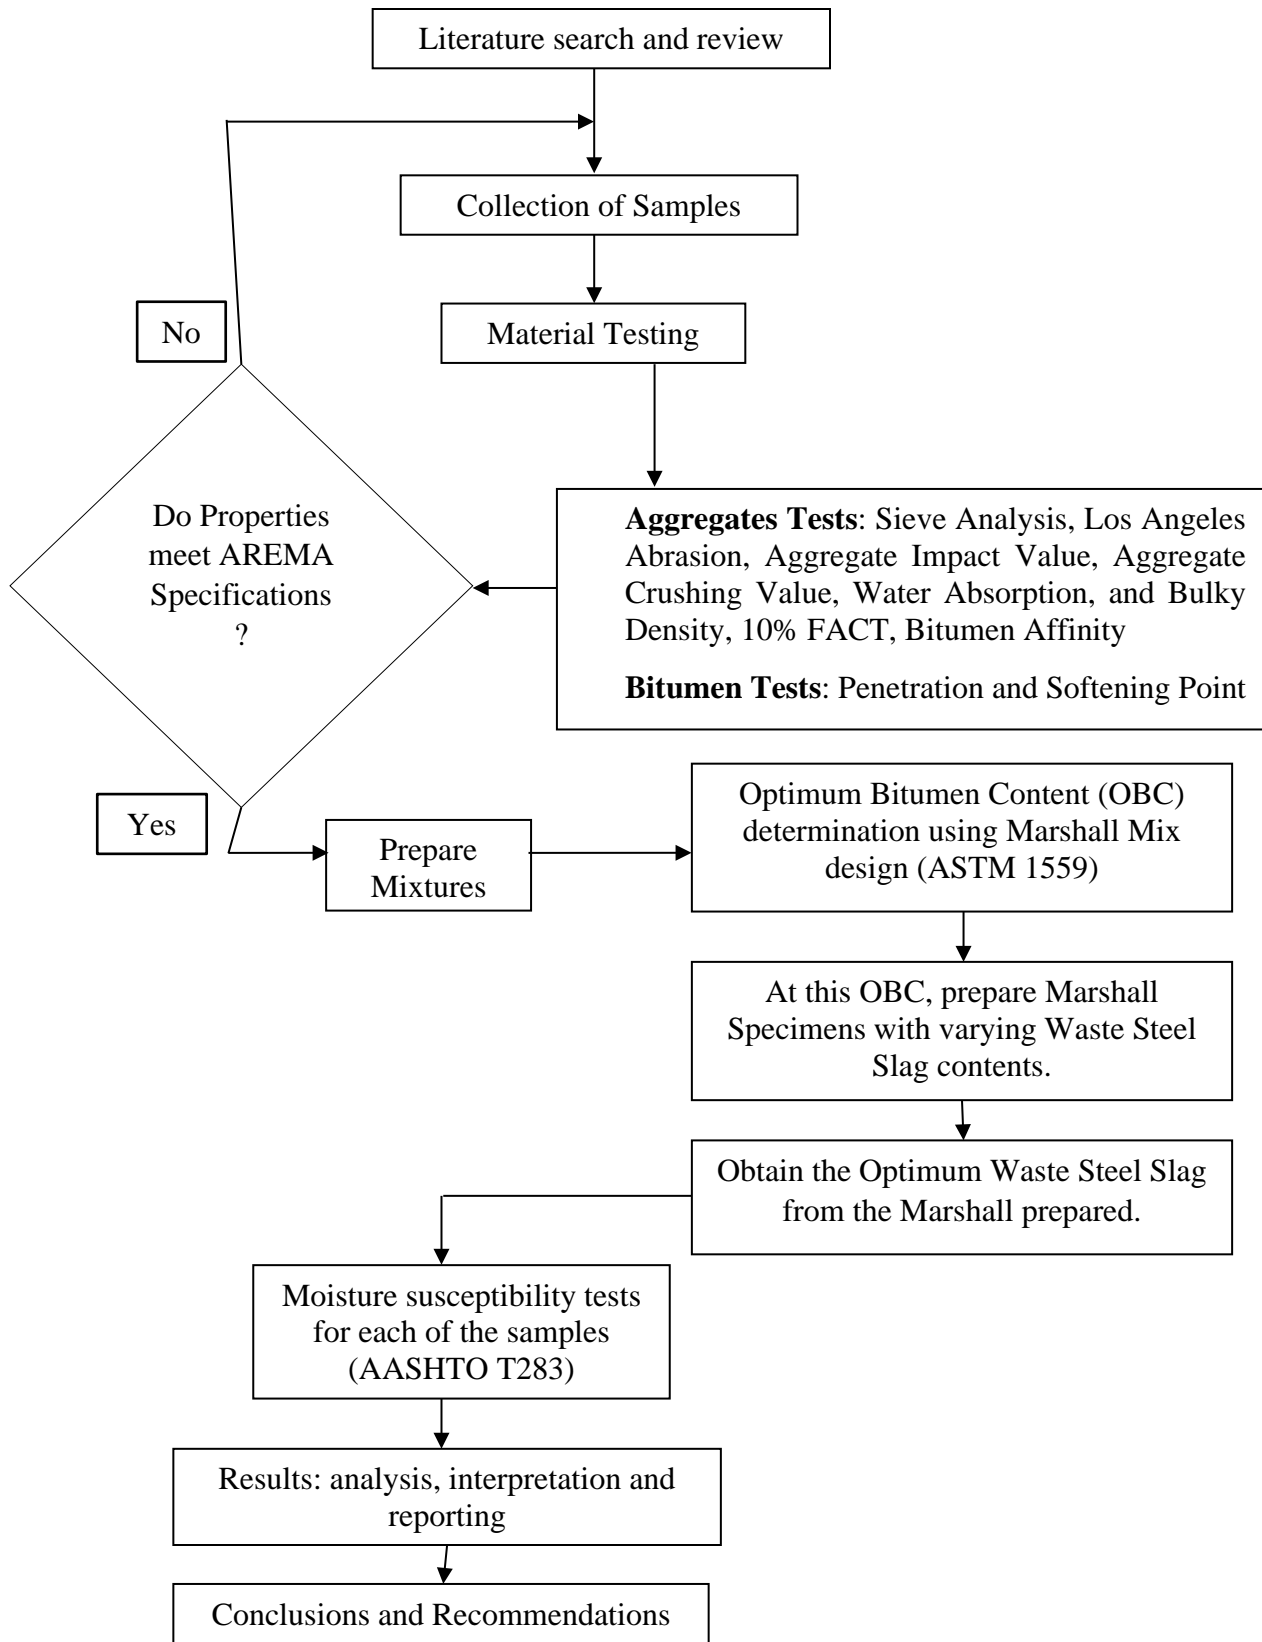 Literature search and review
Collection of Samples
No
Material Testing
Do Properties
meet AREMA
Specifications
?
Aggregates Tests: Sieve Analysis, Los Angeles
Abrasion, Aggregate Impact Value, Aggregate
Crushing Value, Water Absorption, and Bulky
Density, 10% FACT, Bitumen Affinity
Bitumen Tests: Penetration and Softening Point
Yes
Prepare
Mixtures
Optimum Bitumen Content (OBC)
determination using Marshall Mix
design (ASTM 1559)
At this OBC, prepare Marshall
Specimens with varying Waste Steel
Slag contents.
Obtain the Optimum Waste Steel Slag
from the Marshall prepared.
Moisture susceptibility tests
for each of the samples
(AASHTO T283)
Results: analysis, interpretation and
reporting
Conclusions and Recommendations